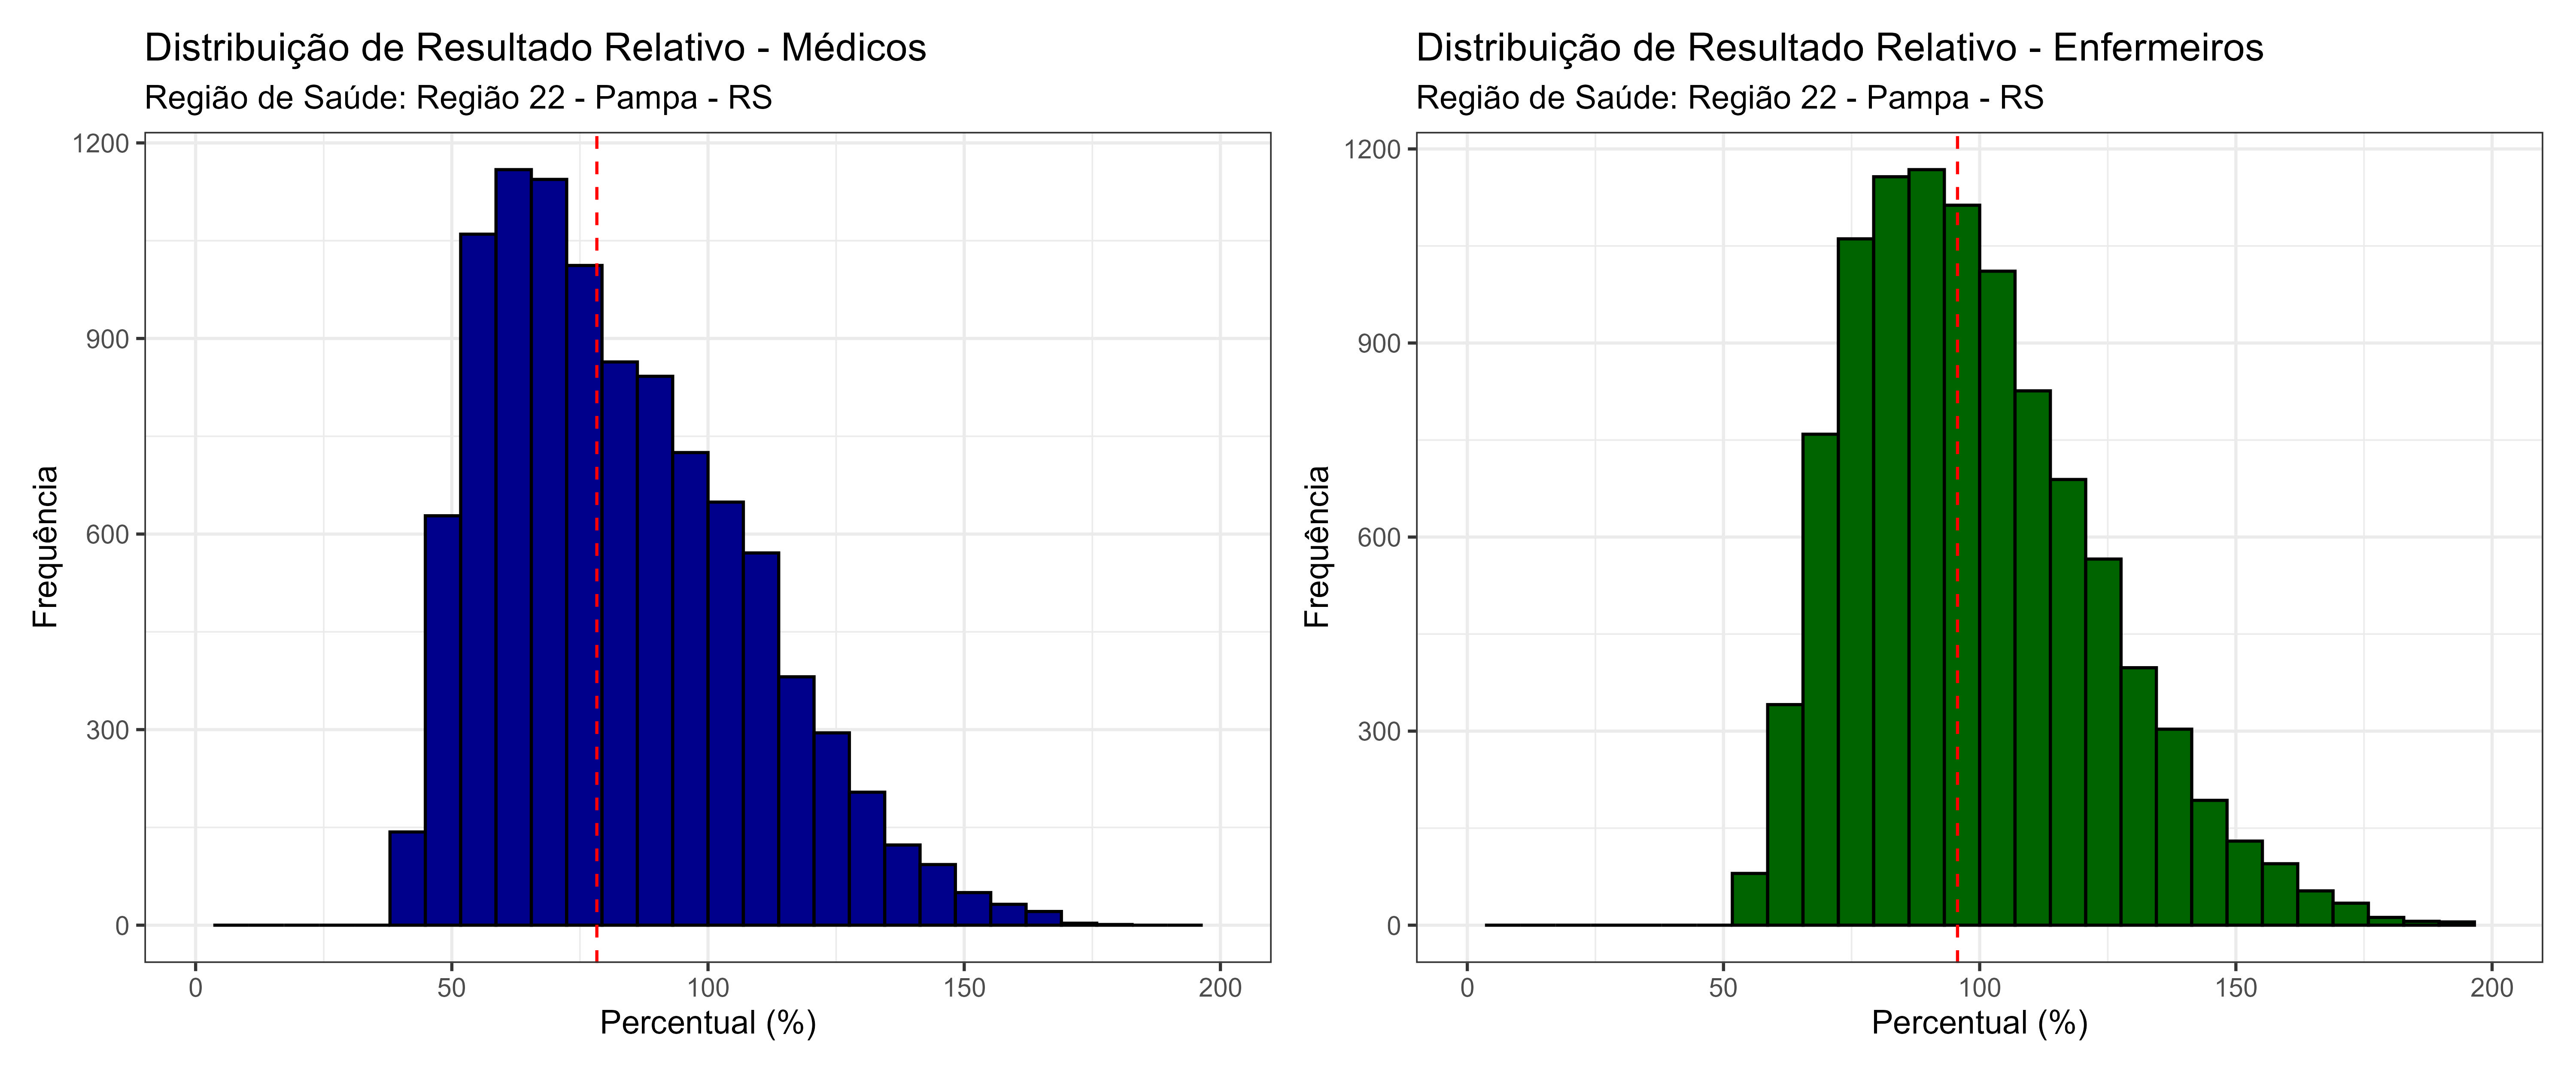 Distribuição de Resultado Relativo - Médicos
Região de Saúde: Região 22 - Pampa - RS
1200
900
600
300
0
Frequência
0 50 100 150 200
Percentual (%)
Distribuição de Resultado Relativo - Enfermeiros
Região de Saúde: Região 22 - Pampa - RS
1200
900
600
300
0
Frequência
0 50 100 150 200
Percentual (%)